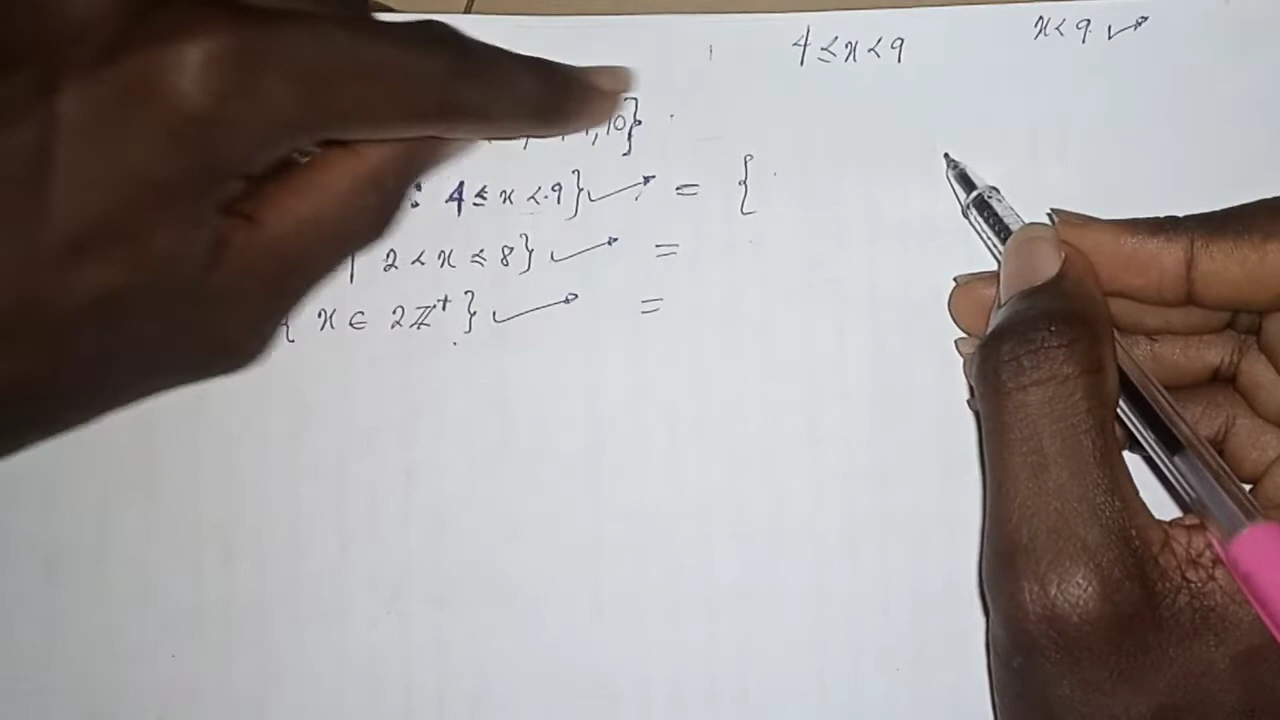 4 ≤ x < 9 x < 9
, 10}
: 4 ≤ x < 9} = {
| 2 < x ≤ 8} =
{ x ∈ 2ℤ⁺ } =